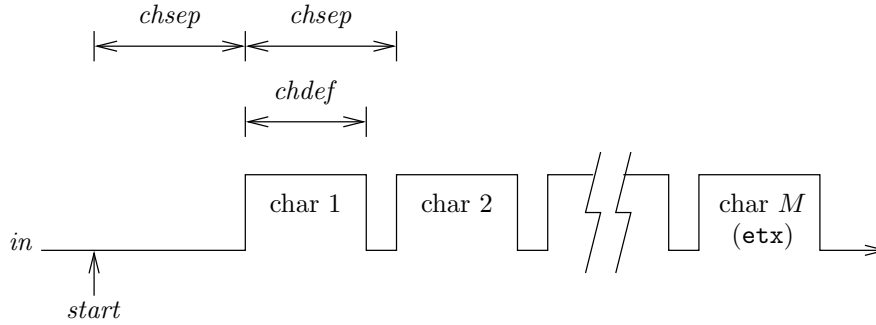 chsep chsep
chdef
char 1 char 2 char M
(etx)
in
start